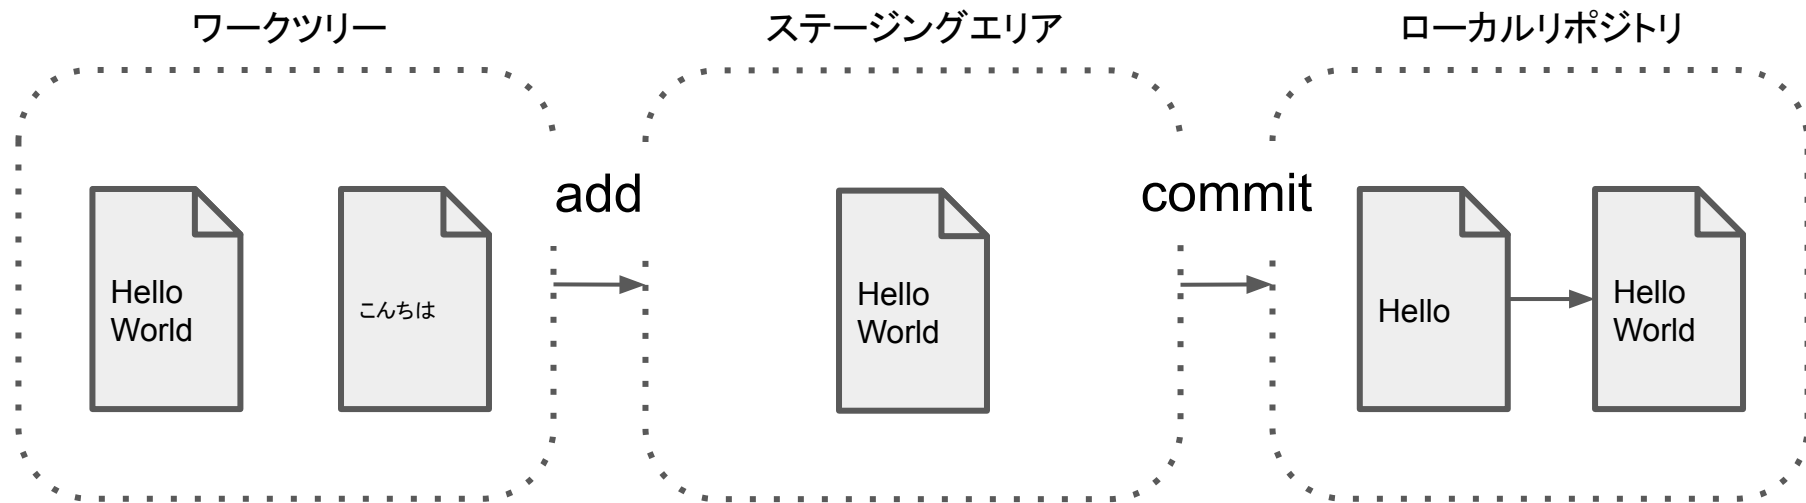 ワークツリー
ステージングエリア
ローカルリポジトリ
add
commit
Hello
World
こんちは
Hello
World
Hello
Hello
World